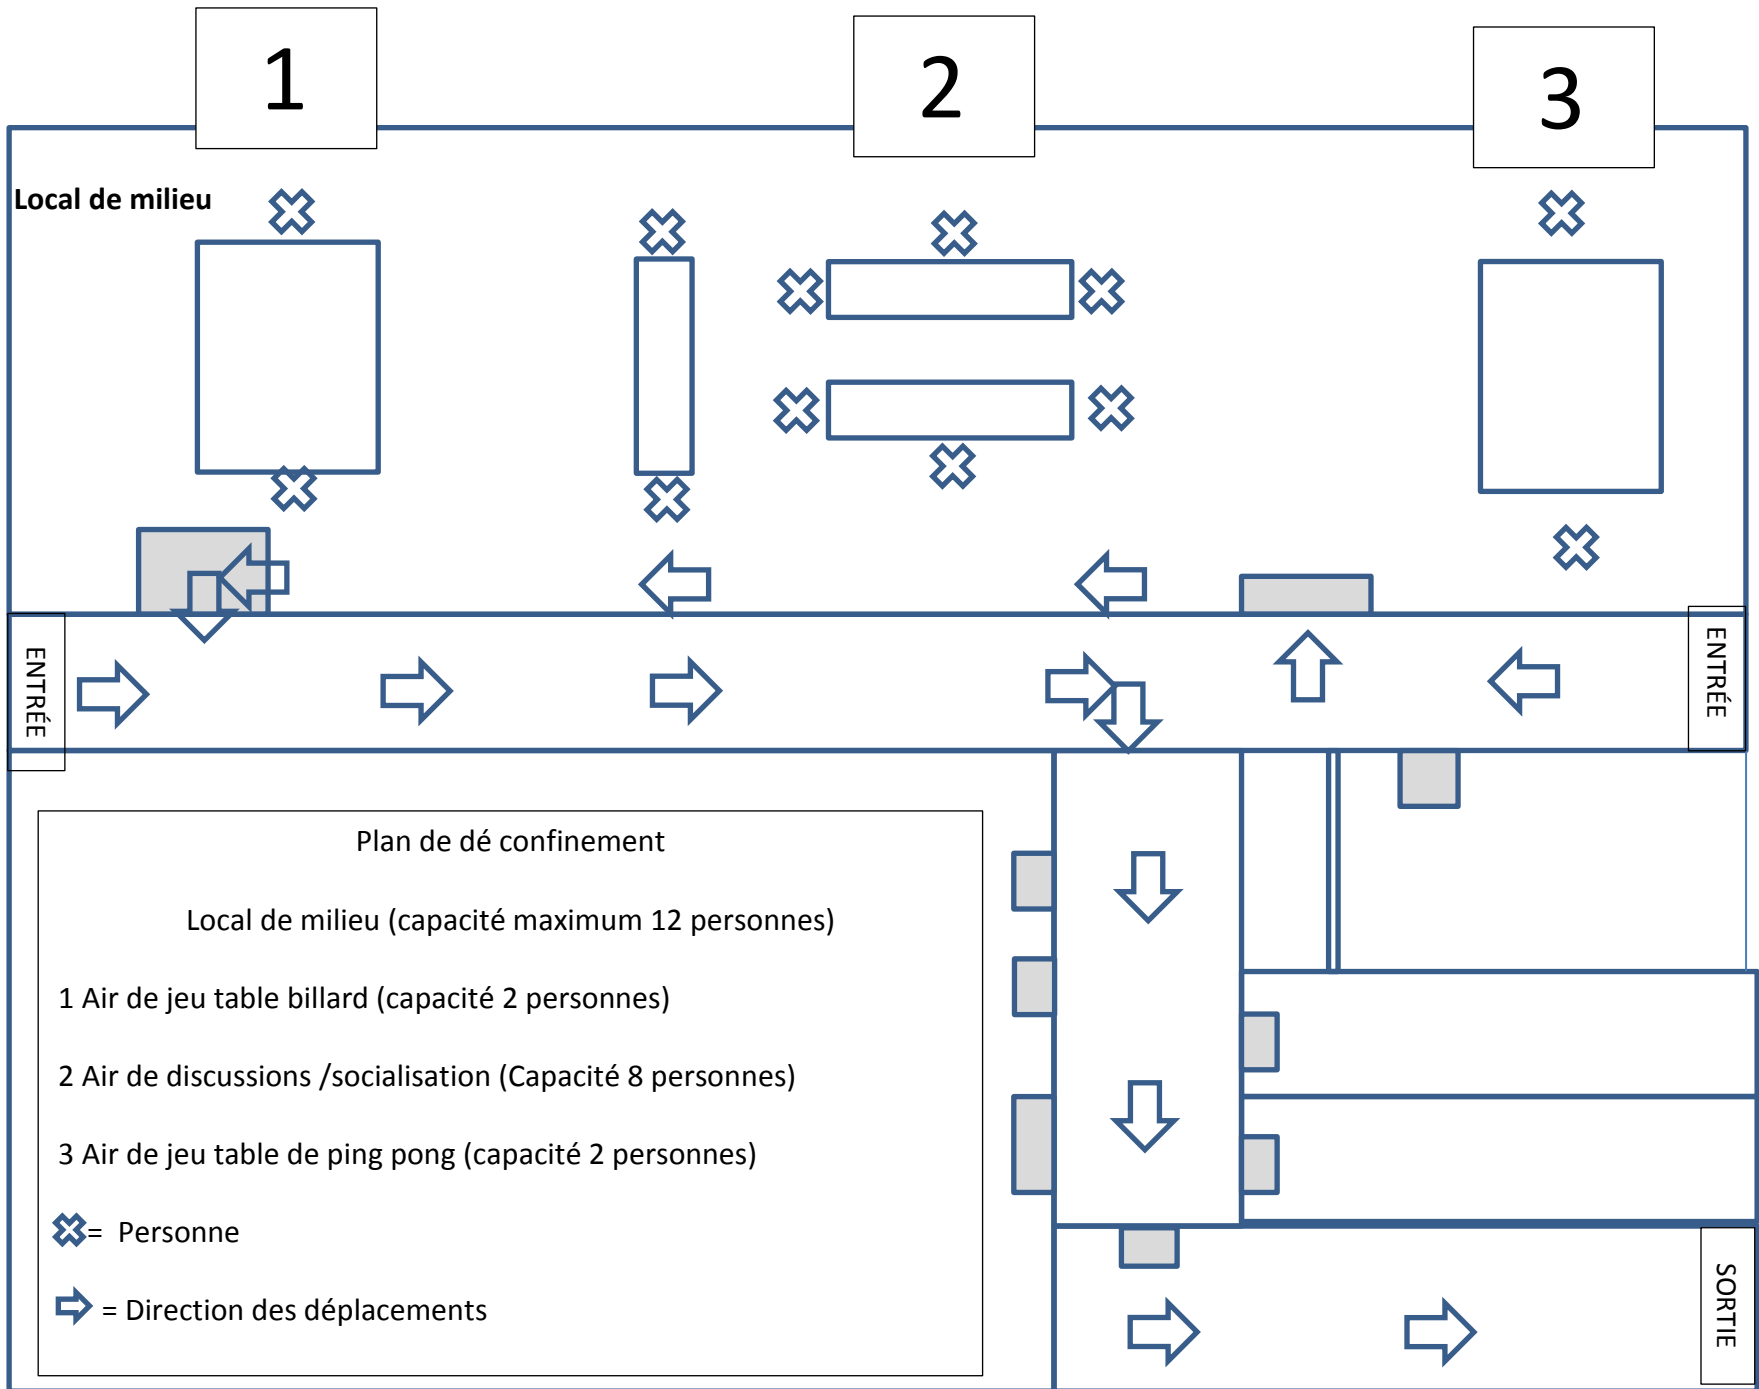 1
2
3
Local de milieu
ENTRÉE
ENTRÉE
Plan de dé confinement
Local de milieu (capacité maximum 12 personnes)
1 Air de jeu table billard (capacité 2 personnes)
2 Air de discussions /socialisation (Capacité 8 personnes)
3 Air de jeu table de ping pong (capacité 2 personnes)
= Personne
= Direction des déplacements
SORTIE